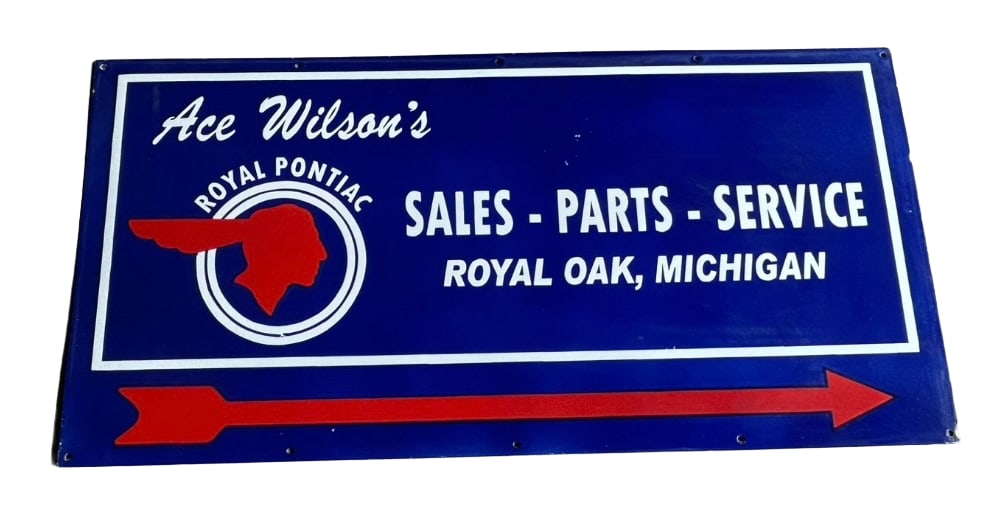 Ace Wilson's
ROYAL PONTIAC
SALES - PARTS - SERVICE
ROYAL OAK, MICHIGAN